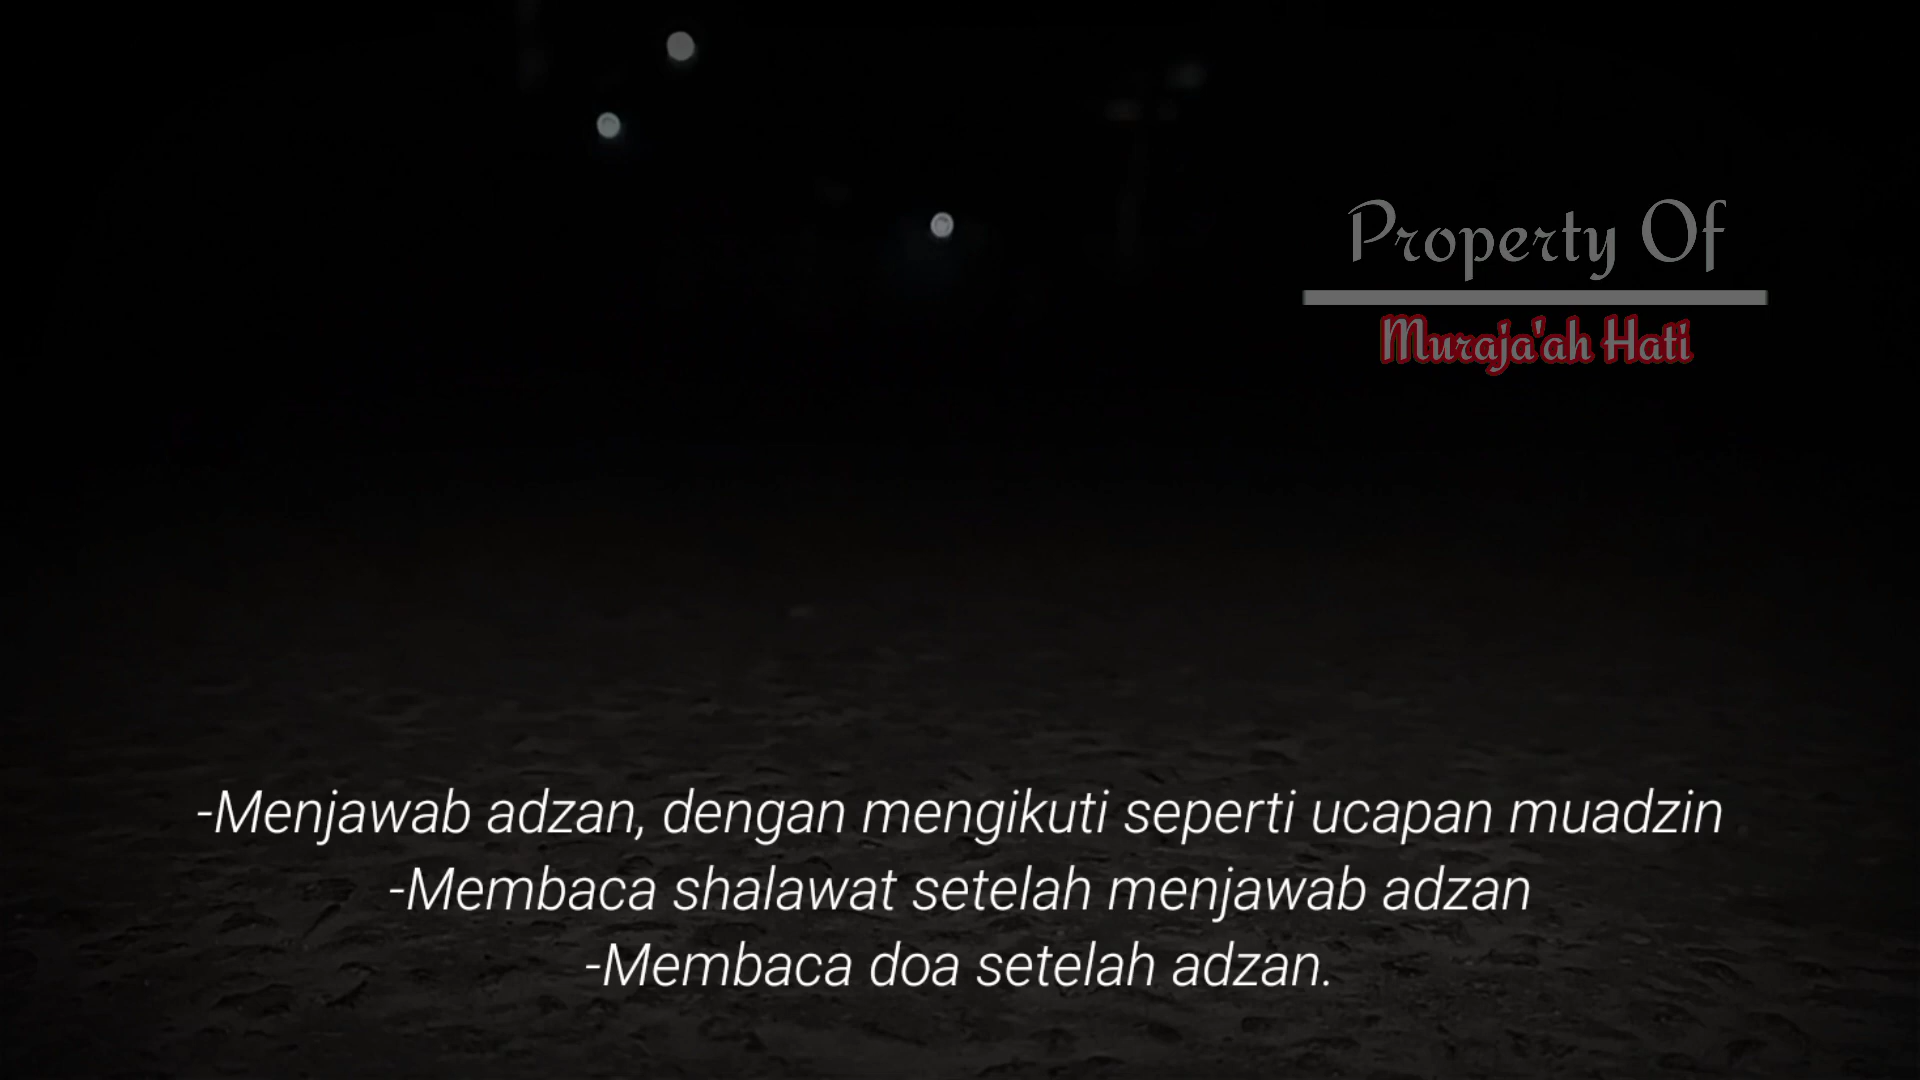 Property Of
Muraja'ah Hati
-Menjawab adzan, dengan mengikuti seperti ucapan muadzin
-Membaca shalawat setelah menjawab adzan
-Membaca doa setelah adzan.